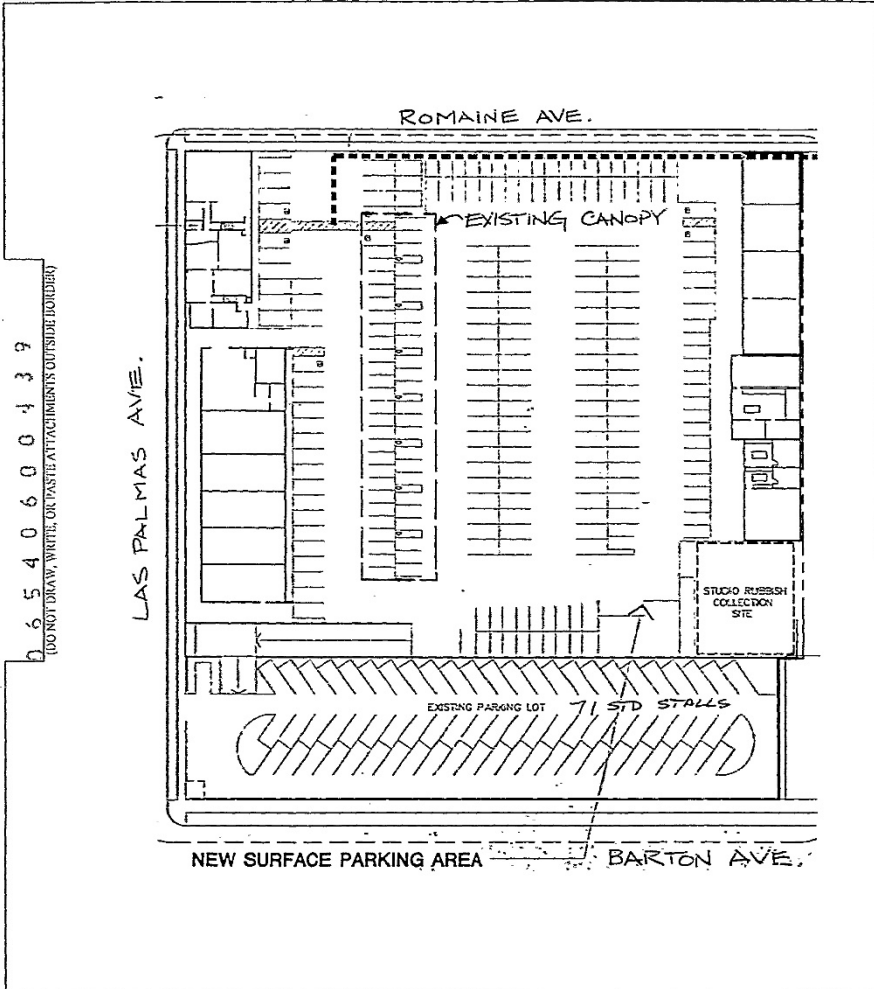 ROMAINE AVE.
EXISTING CANOPY
LAS PALMAS AVE.
0 6 5 4 0 6 0 0 4 3 9
(DO NOT DRAW, WRITE, OR PASTE ATTACHMENTS OUTSIDE BORDER)
STUDIO RUBBISH
COLLECTION
SITE
EXISTING PARKING LOT 71 STD STALLS
NEW SURFACE PARKING AREA
BARTON AVE.